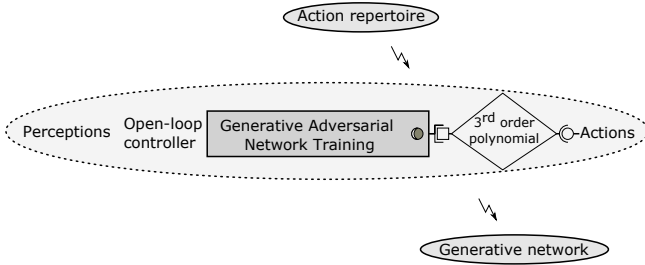 Action repertoire
Perceptions
Open-loop
controller
Generative Adversarial
Network Training
3rd order
polynomial
Actions
Generative network